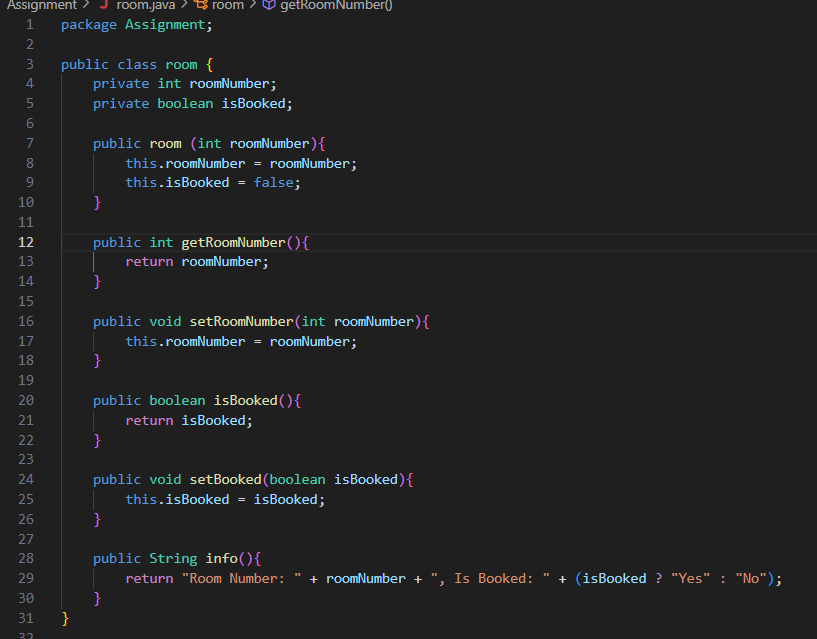 Assignment > room.java > room > getRoomNumber()
1 package Assignment;
2
3 public class room {
4     private int roomNumber;
5     private boolean isBooked;
6
7     public room (int roomNumber){
8         this.roomNumber = roomNumber;
9         this.isBooked = false;
10     }
11
12     public int getRoomNumber(){
13         return roomNumber;
14     }
15
16     public void setRoomNumber(int roomNumber){
17         this.roomNumber = roomNumber;
18     }
19
20     public boolean isBooked(){
21         return isBooked;
22     }
23
24     public void setBooked(boolean isBooked){
25         this.isBooked = isBooked;
26     }
27
28     public String info(){
29         return "Room Number: " + roomNumber + ", Is Booked: " + (isBooked ? "Yes" : "No");
30     }
31 }
32